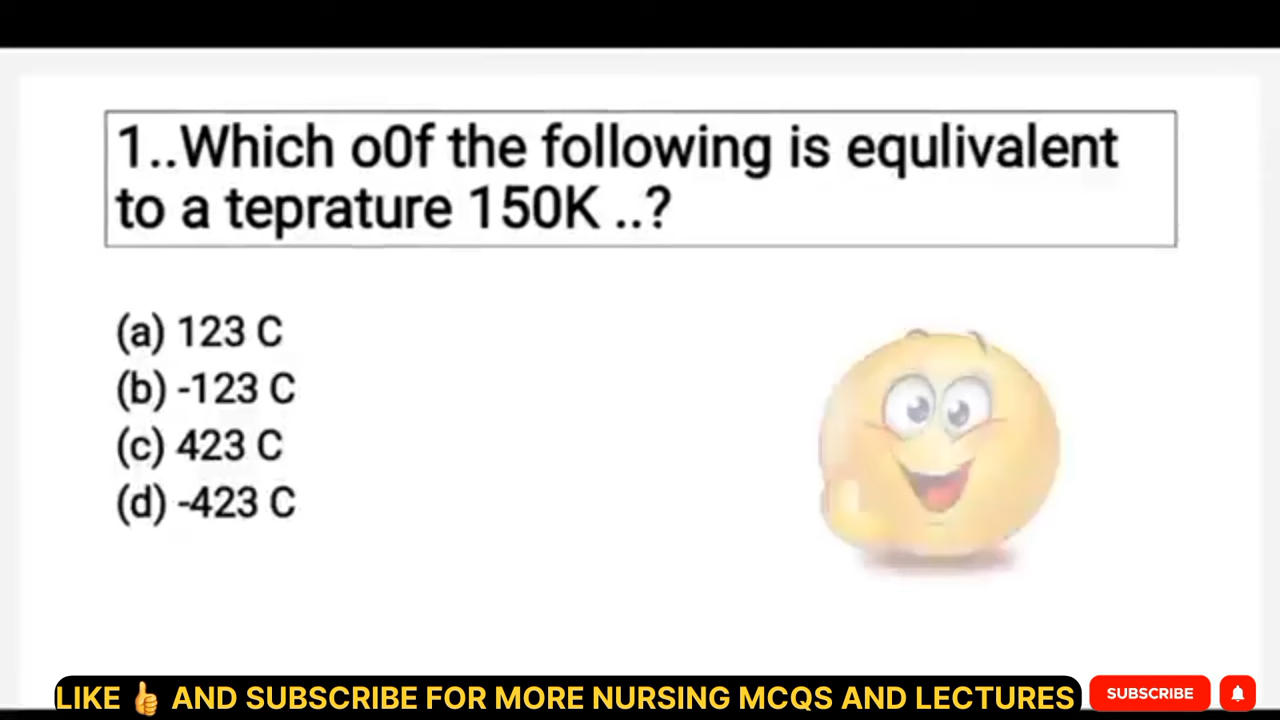 1..Which o0f the following is equlivalent
to a teprature 150K ..?
(a) 123 C
(b) -123 C
(c) 423 C
(d) -423 C
LIKE 👍 AND SUBSCRIBE FOR MORE NURSING MCQS AND LECTURES SUBSCRIBE